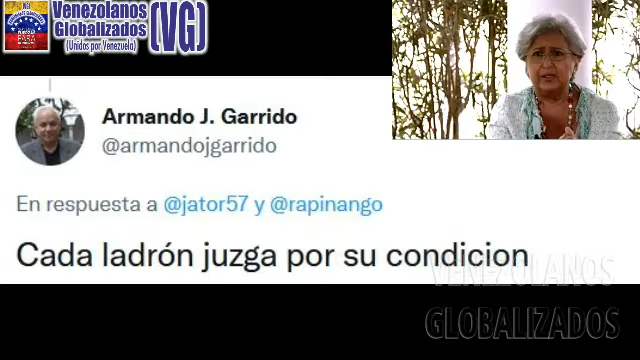 Venezolanos
Globalizados
(Unidos por Venezuela)
(VG)
Armando J. Garrido
@armandojgarrido
En respuesta a @jator57 y @rapinango
Cada ladrón juzga por su condicion
VENEZOLANOS
GLOBALIZADOS